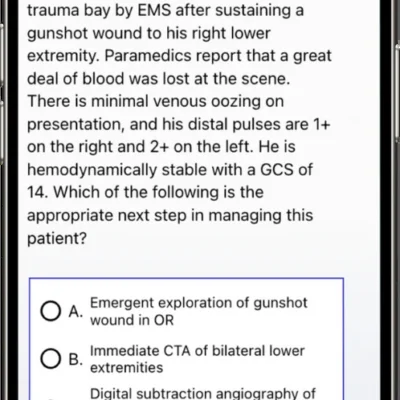 trauma bay by EMS after sustaining a
gunshot wound to his right lower
extremity. Paramedics report that a great
deal of blood was lost at the scene.
There is minimal venous oozing on
presentation, and his distal pulses are 1+
on the right and 2+ on the left. He is
hemodynamically stable with a GCS of
14. Which of the following is the
appropriate next step in managing this
patient?
A. Emergent exploration of gunshot
wound in OR
B. Immediate CTA of bilateral lower
extremities
Digital subtraction angiography of